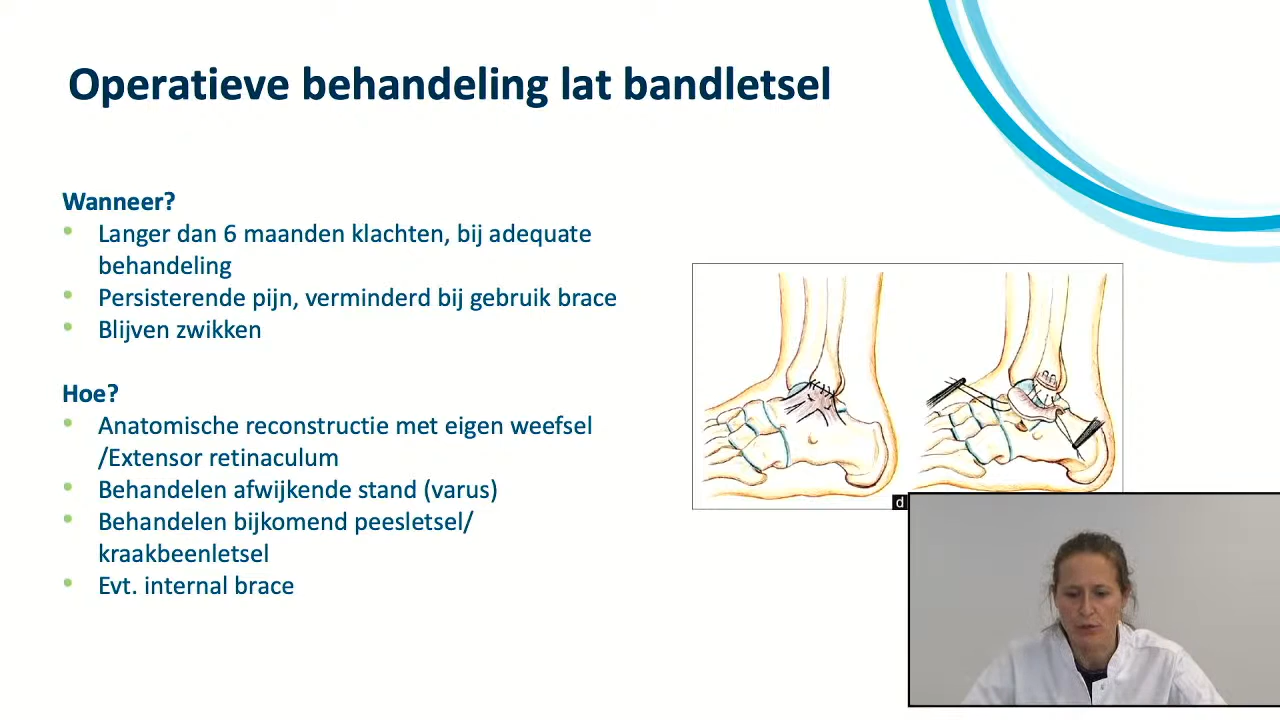 Operatieve behandeling lat bandletsel
Wanneer?
• Langer dan 6 maanden klachten, bij adequate
behandeling
• Persisterende pijn, verminderd bij gebruik brace
• Blijven zwikken
Hoe?
• Anatomische reconstructie met eigen weefsel
/Extensor retinaculum
• Behandelen afwijkende stand (varus)
• Behandelen bijkomend peesletsel/
kraakbeenletsel
• Evt. internal brace
d